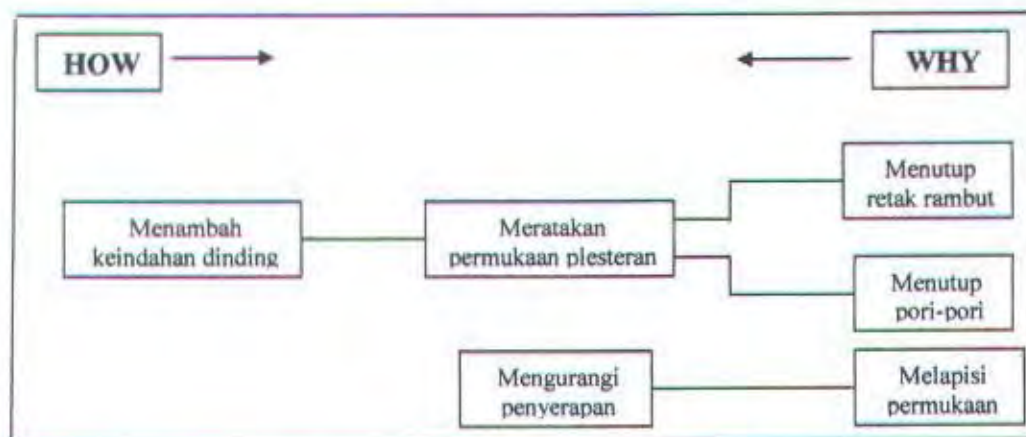 HOW
WHY
Menutup
retak rambut
Menambah
keindahan dinding
Meratakan
permukaan plesteran
Menutup
pori-pori
Mengurangi
penyerapan
Melapisi
permukaan